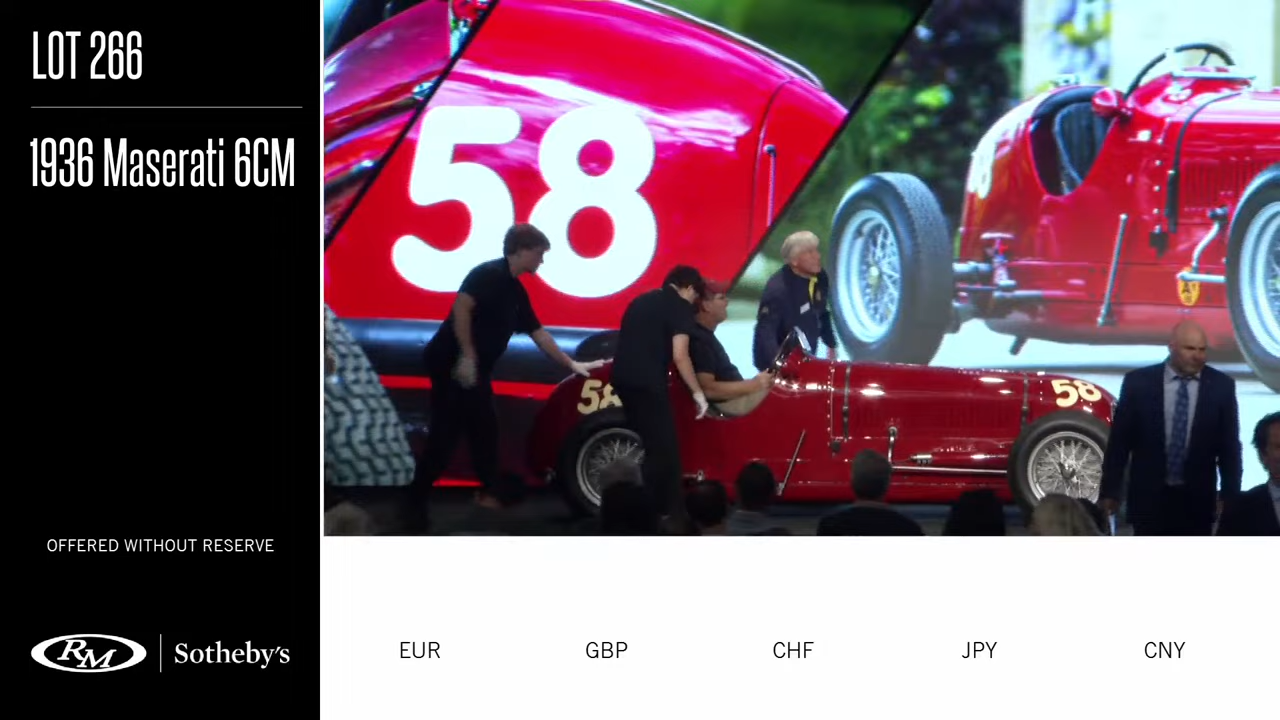 LOT 266
1936 Maserati 6CM
OFFERED WITHOUT RESERVE
RM | Sotheby's
58
58
58
EUR GBP CHF JPY CNY